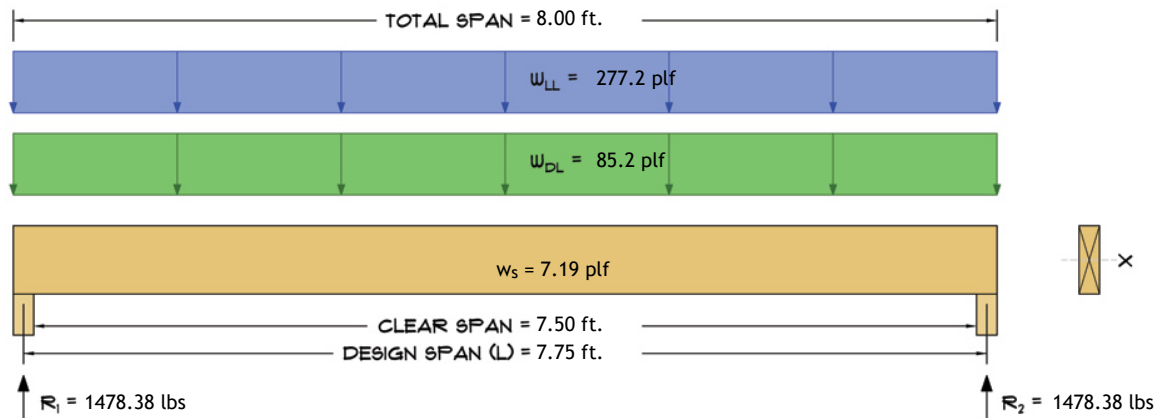 TOTAL SPAN = 8.00 ft.
wLL = 277.2 plf
wDL = 85.2 plf
ws = 7.19 plf
X
CLEAR SPAN = 7.50 ft.
DESIGN SPAN (L) = 7.75 ft.
R1 = 1478.38 lbs
R2 = 1478.38 lbs